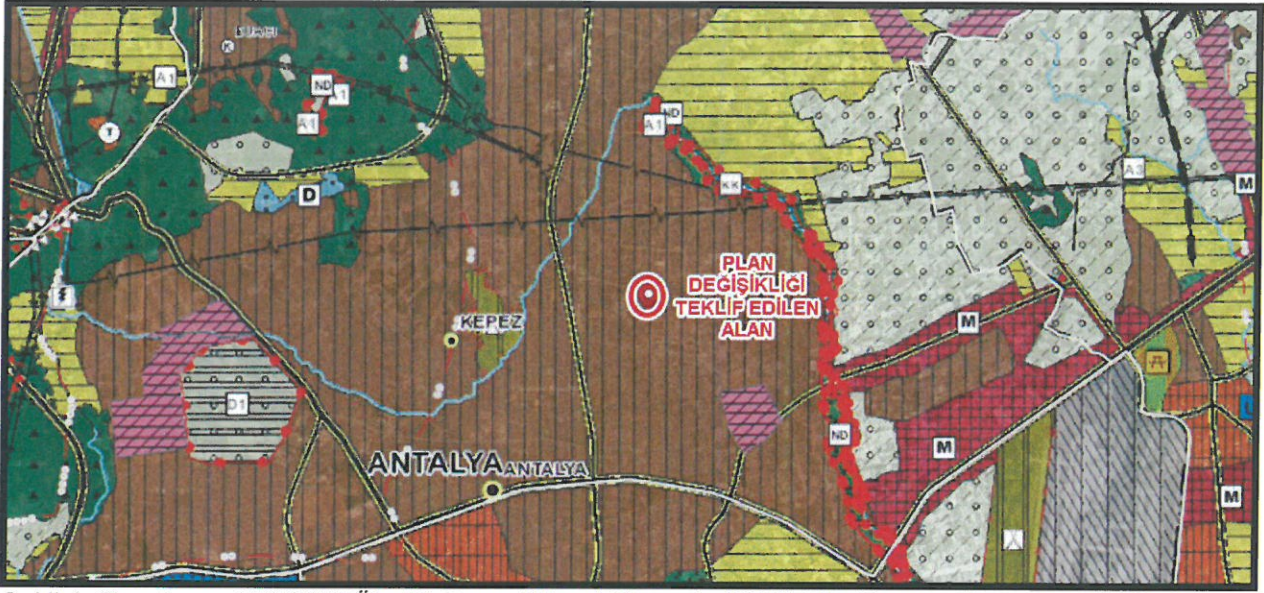 A1
K
ND
A1
T
ND
A1
A3
KK
D
M
PLAN
DEĞİŞİKLİĞİ
TEKLİF EDİLEN
ALAN
KEPEZ
M
D1
ND
M
ANTALYA ANTALYA
M